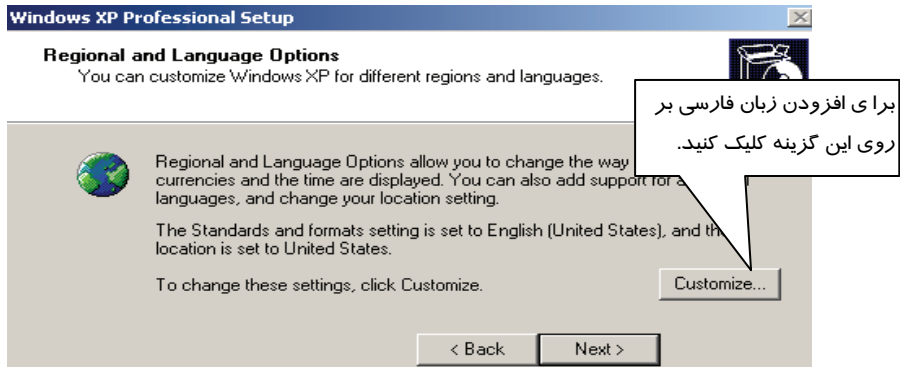 Windows XP Professional Setup
Regional and Language Options
You can customize Windows XP for different regions and languages.
برا ی افزودن زبان فارسی بر
روی این گزینه کلیک کنید.
Regional and Language Options allow you to change the way
currencies and the time are displayed. You can also add support for
languages, and change your location setting.
The Standards and formats setting is set to English (United States), and the
location is set to United States.
To change these settings, click Customize.
Customize...
< Back
Next >